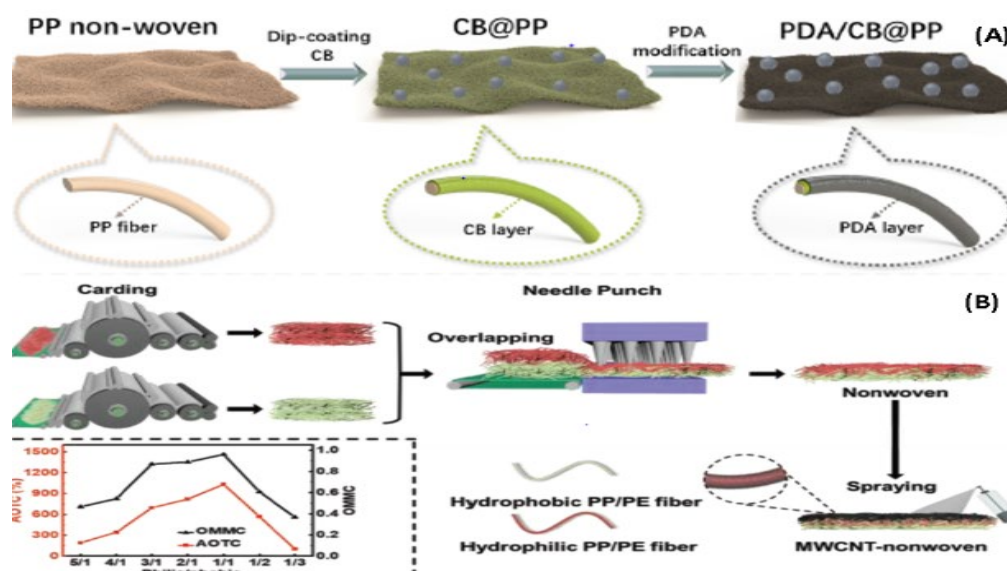 PP non-woven
Dip-coating
CB
CB@PP
PDA
modification
PDA/CB@PP
(A)
PP fiber
CB layer
PDA layer
Carding
Needle Punch
(B)
Overlapping
Nonwoven
Spraying
Hydrophobic PP/PE fiber
Hydrophilic PP/PE fiber
MWCNT-nonwoven
AOTC (%)
1500
1200
900
600
300
0
OMMC
AOTC
1.0
0.8
0.6
0.4
0.2
0.0
OMMC
5/1 4/1 3/1 2/1 1/1 1/2 1/3